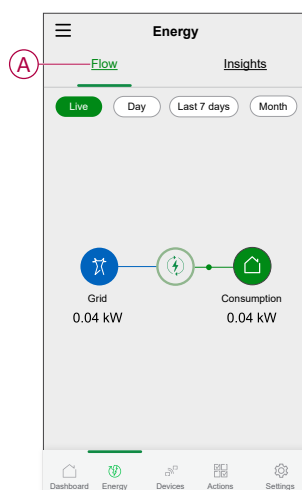 Energy
A
Flow Insights
Live Day Last 7 days Month
Grid Consumption
0.04 kW 0.04 kW
Dashboard Energy Devices Actions Settings